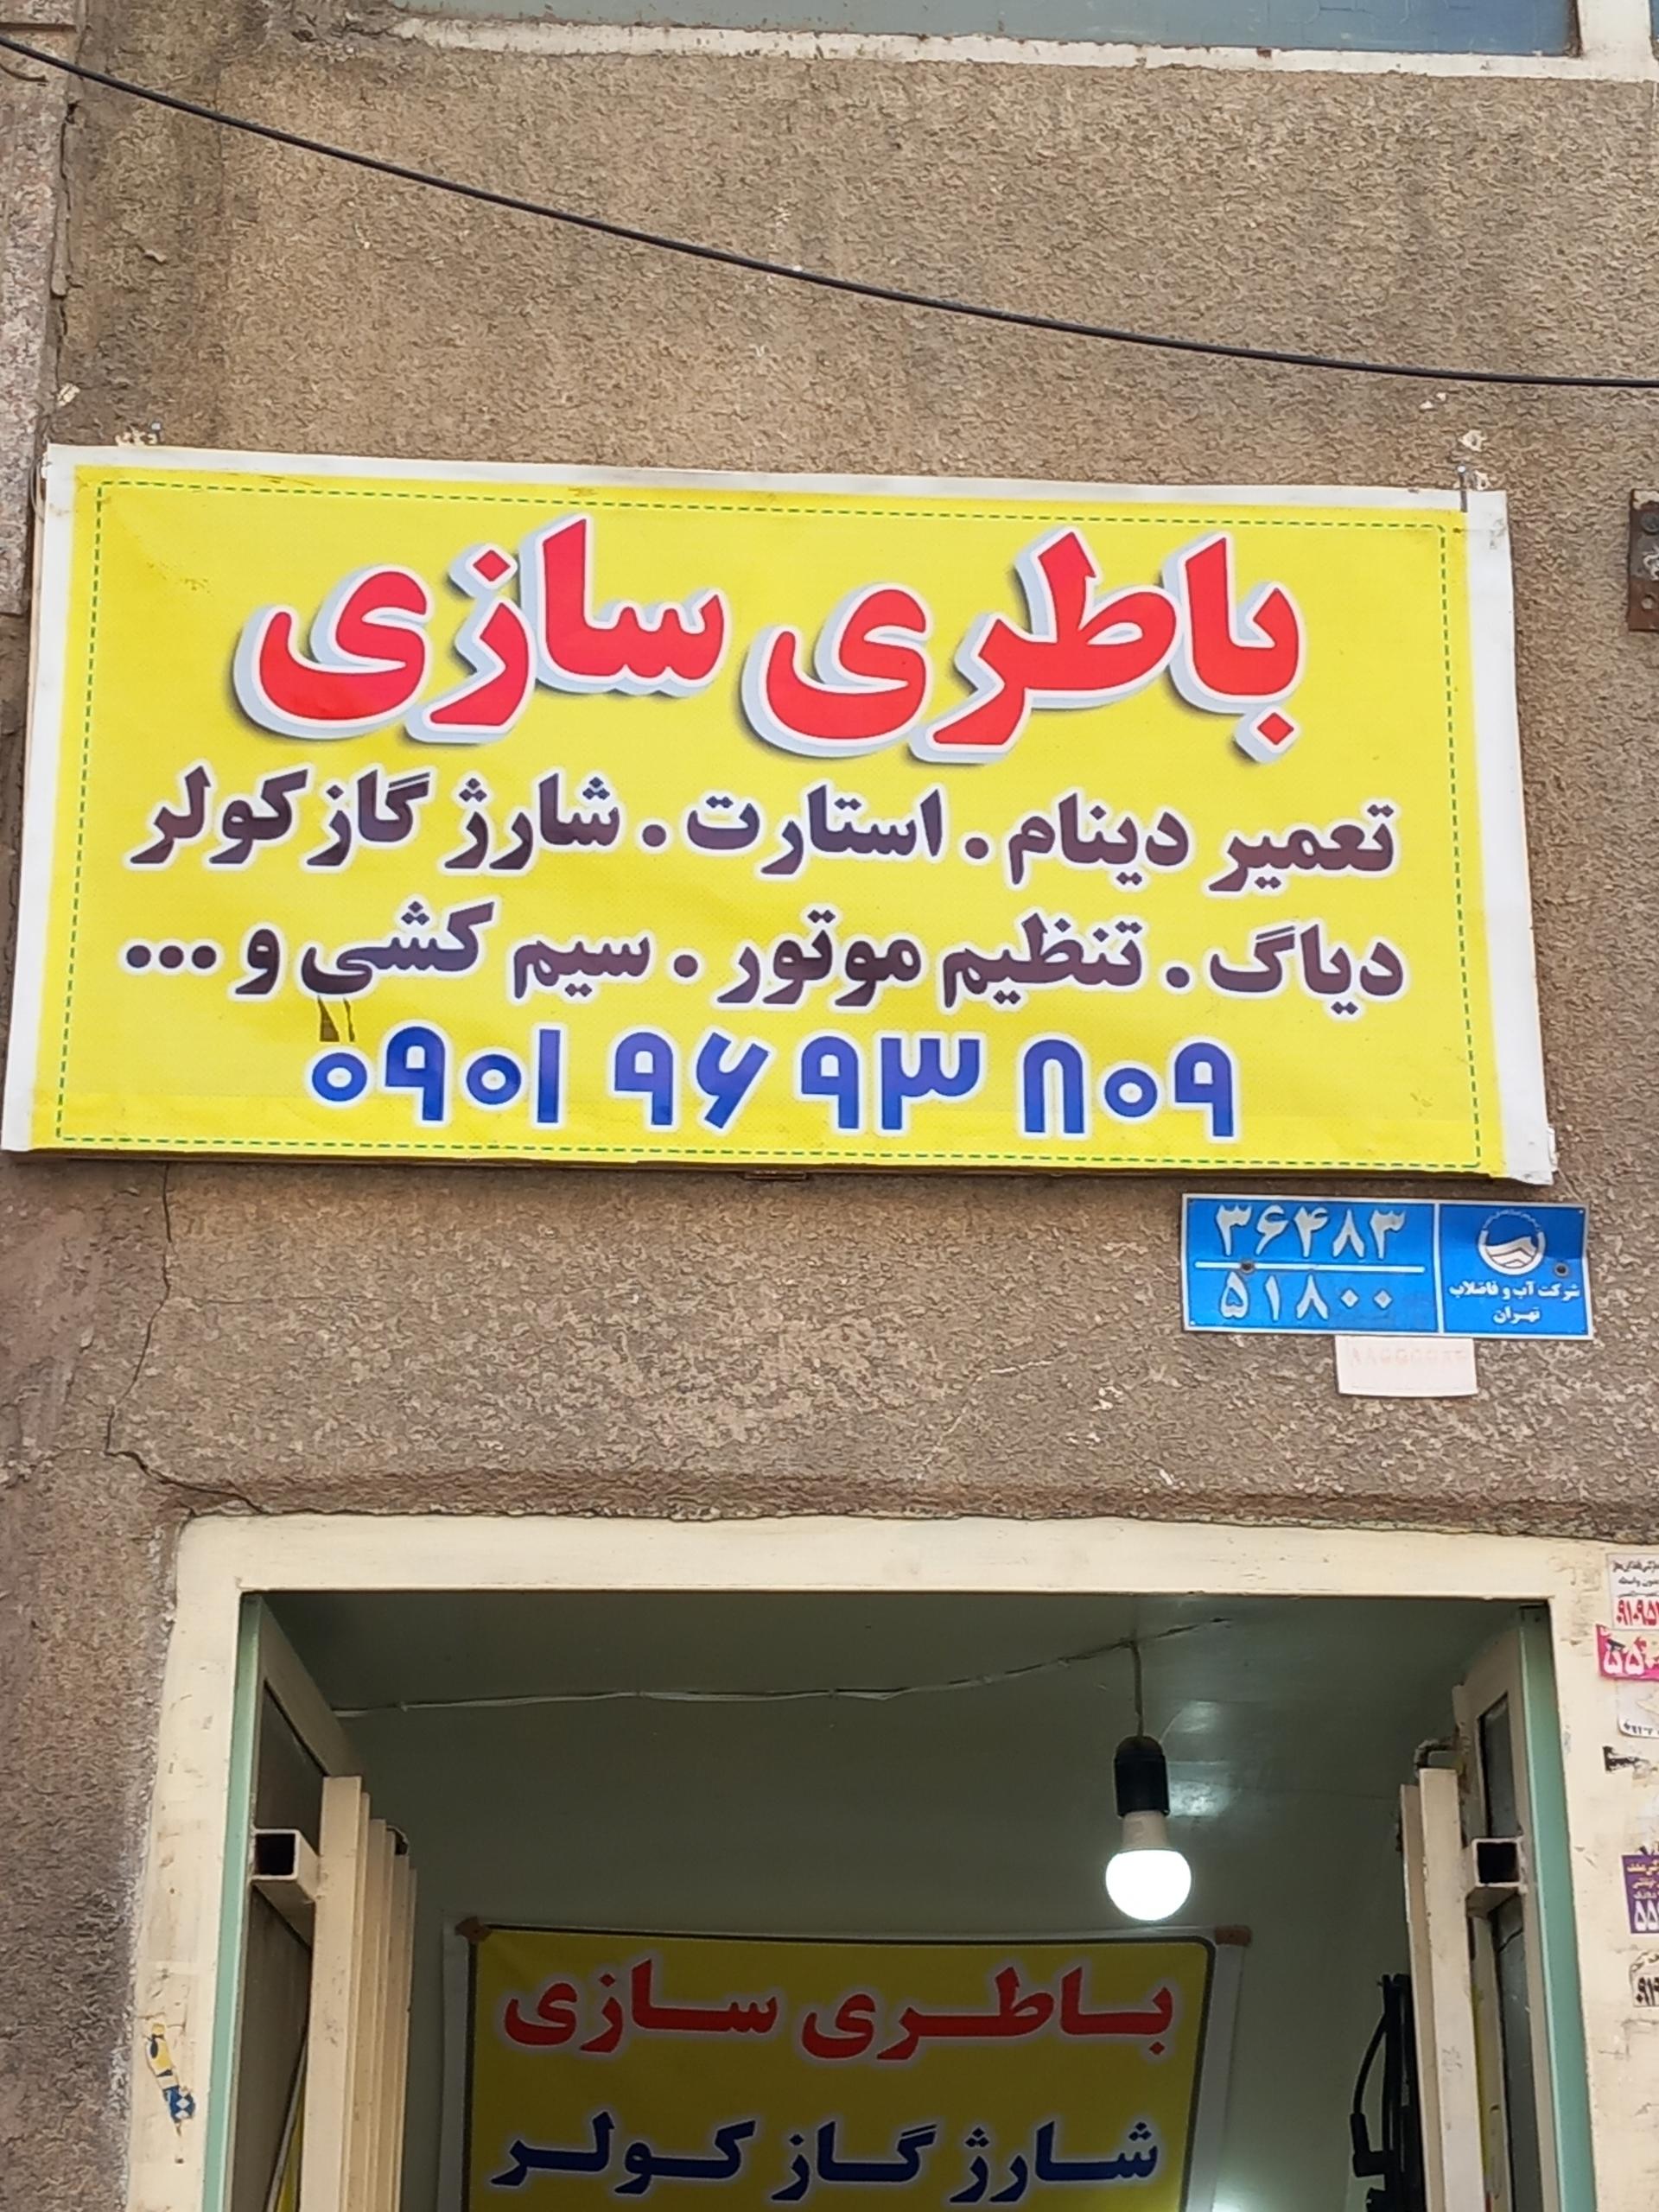 باطری سازی
تعمیر دینام . استارت . شارژ گاز کولر
دیاگ . تنظیم موتور . سیم کشی و ...
۰۹۰۱ ۹۶ ۹۳ ۸۰۹
۳۶۴۸۳
۵۱۸۰۰
شرکت آب و فاضلاب
تهران
باطری سازی
شارژ گاز کولر